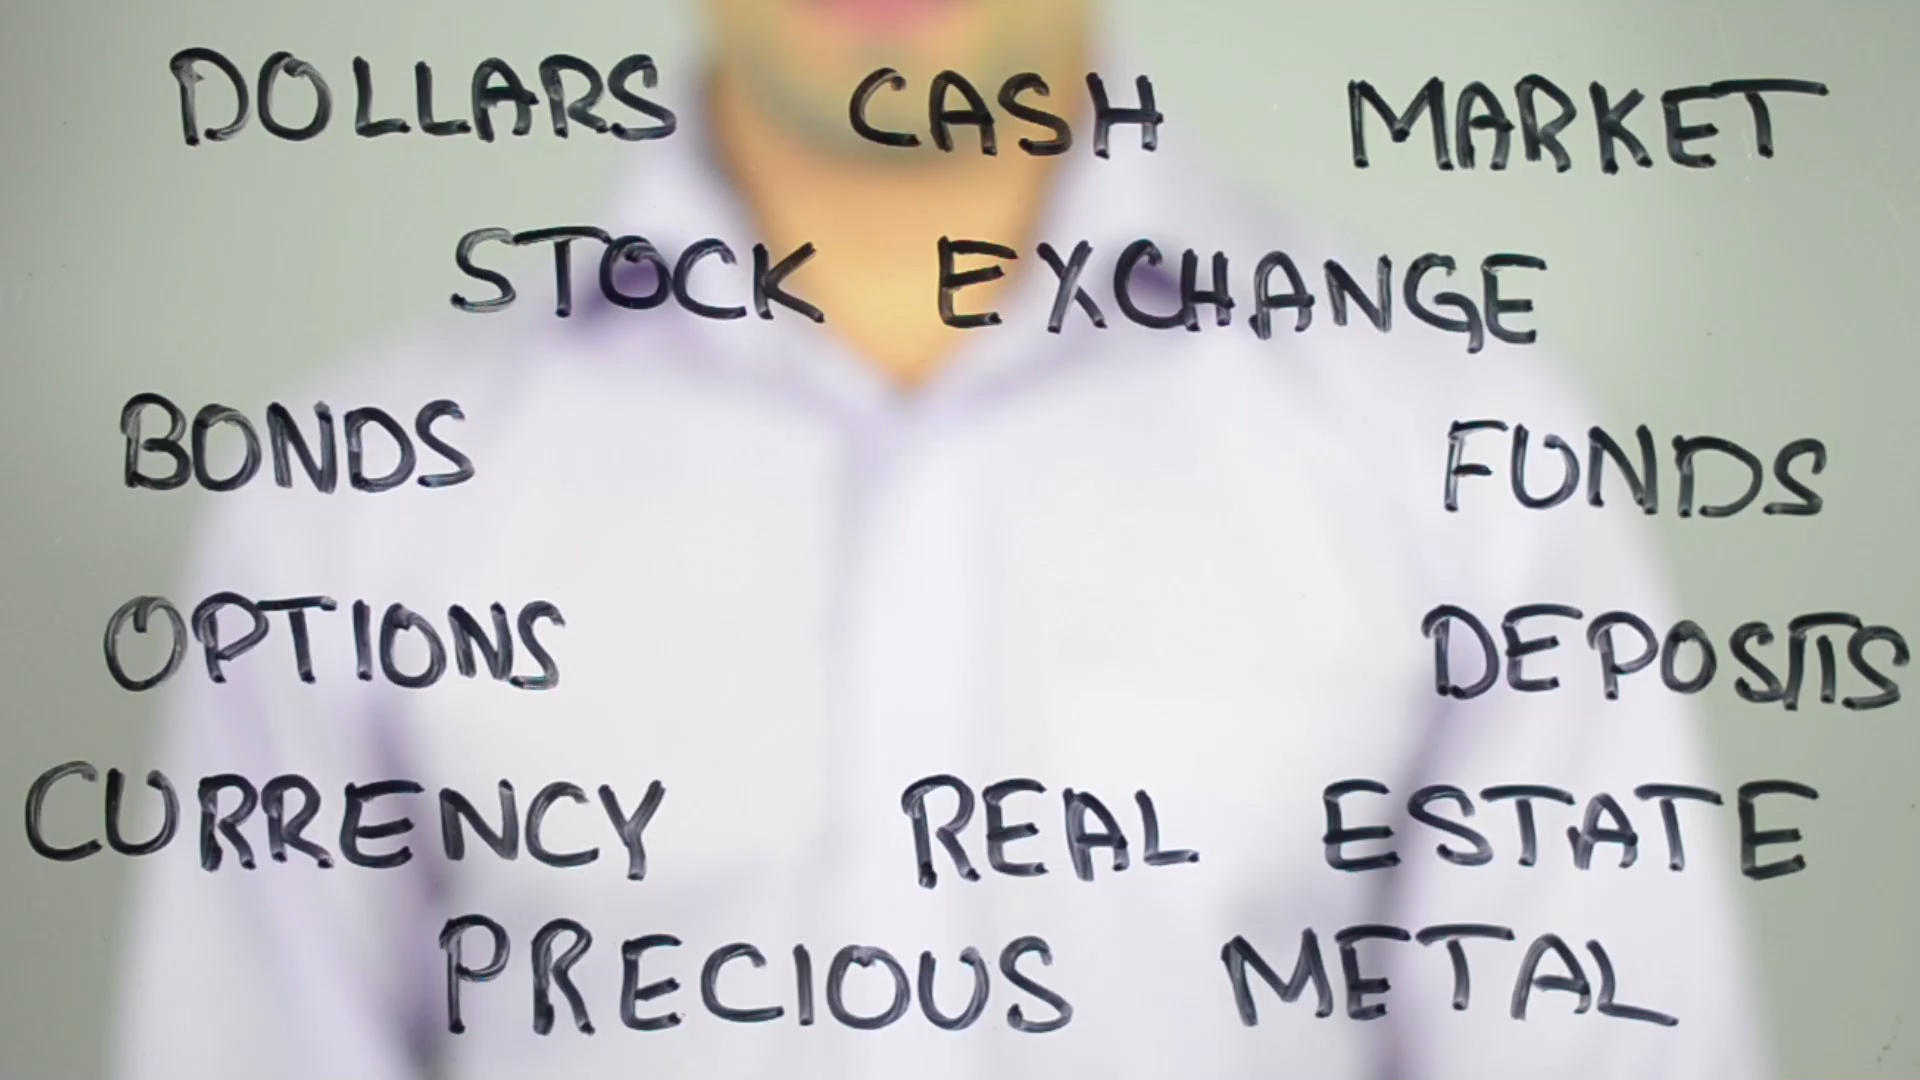 DOLLARS CASH MARKET
STOCK EXCHANGE
BONDS FUNDS
OPTIONS DEPOSITS
CURRENCY REAL ESTATE
PRECIOUS METAL